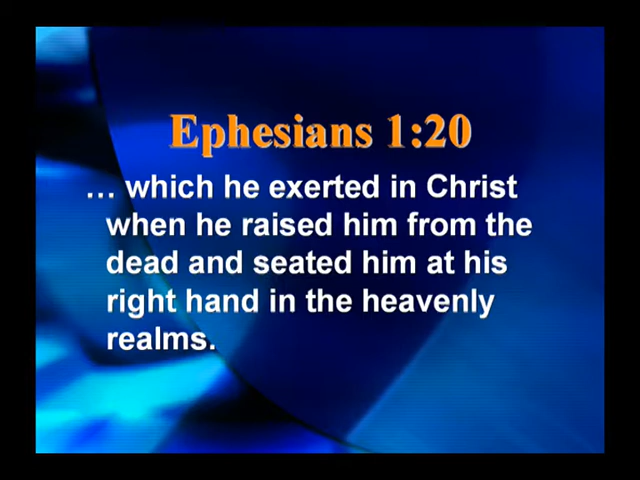 Ephesians 1:20
… which he exerted in Christ
when he raised him from the
dead and seated him at his
right hand in the heavenly
realms.